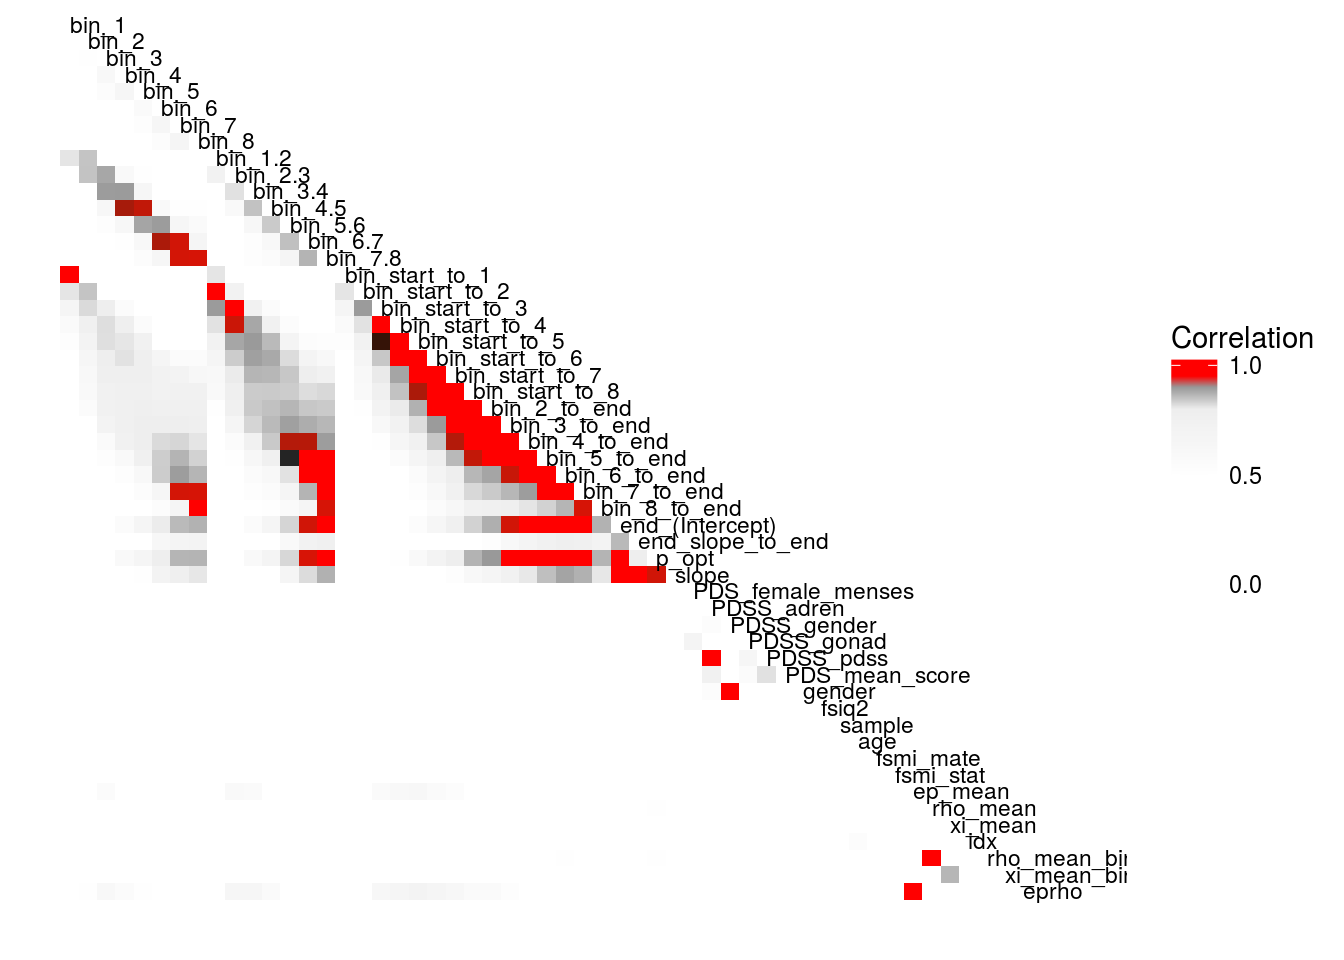 bin_1
bin_2
bin_3
bin_4
bin_5
bin_6
bin_7
bin_8
bin_1.2
bin_2.3
bin_3.4
bin_4.5
bin_5.6
bin_6.7
bin_7.8
bin_start_to_1
bin_start_to_2
bin_start_to_3
bin_start_to_4
bin_start_to_5
bin_start_to_6
bin_start_to_7
bin_start_to_8
bin_2_to_end
bin_3_to_end
bin_4_to_end
bin_5_to_end
bin_6_to_end
bin_7_to_end
bin_8_to_end
end_(Intercept)
end_slope_to_end
p_opt
slope
PDS_female_menses
PDSS_adren
PDSS_gender
PDSS_gonad
PDSS_pdss
PDS_mean_score
gender
fsiq2
sample
age
fsmi_mate
fsmi_stat
ep_mean
rho_mean
xi_mean
idx
rho_mean_bin
xi_mean_bin
eprho
Correlation
1.0
0.5
0.0